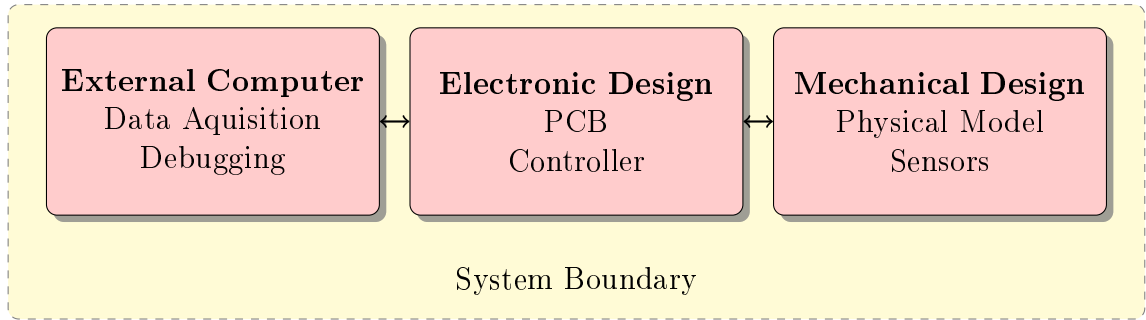 External Computer
Data Aquisition
Debugging
Electronic Design
PCB
Controller
Mechanical Design
Physical Model
Sensors
System Boundary